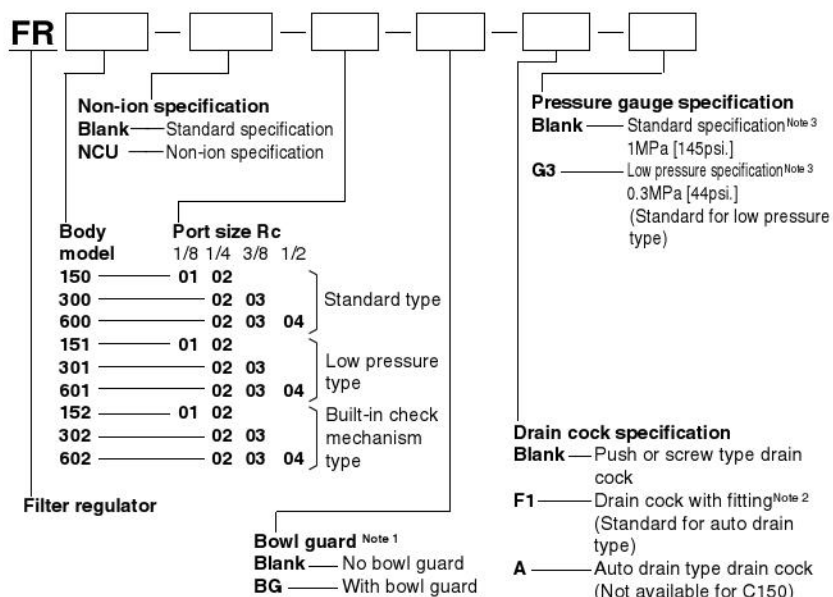 FR
Non-ion specification
Blank Standard specification
NCU Non-ion specification
Body model
Port size Rc
1/8 1/4 3/8 1/2
150 01 02
300 02 03
600 02 03 04
Standard type
151 01 02
301 02 03
601 02 03 04
Low pressure
type
152 01 02
302 02 03
602 02 03 04
Built-in check
mechanism
type
Filter regulator
Bowl guard Note 1
Blank No bowl guard
BG With bowl guard
Pressure gauge specification
Blank Standard specification Note 3
1MPa [145psi.]
G3 Low pressure specification Note 3
0.3MPa [44psi.]
(Standard for low pressure
type)
Drain cock specification
Blank Push or screw type drain
cock
F1 Drain cock with fitting Note 2
(Standard for auto drain
type)
A Auto drain type drain cock
(Not available for C150)